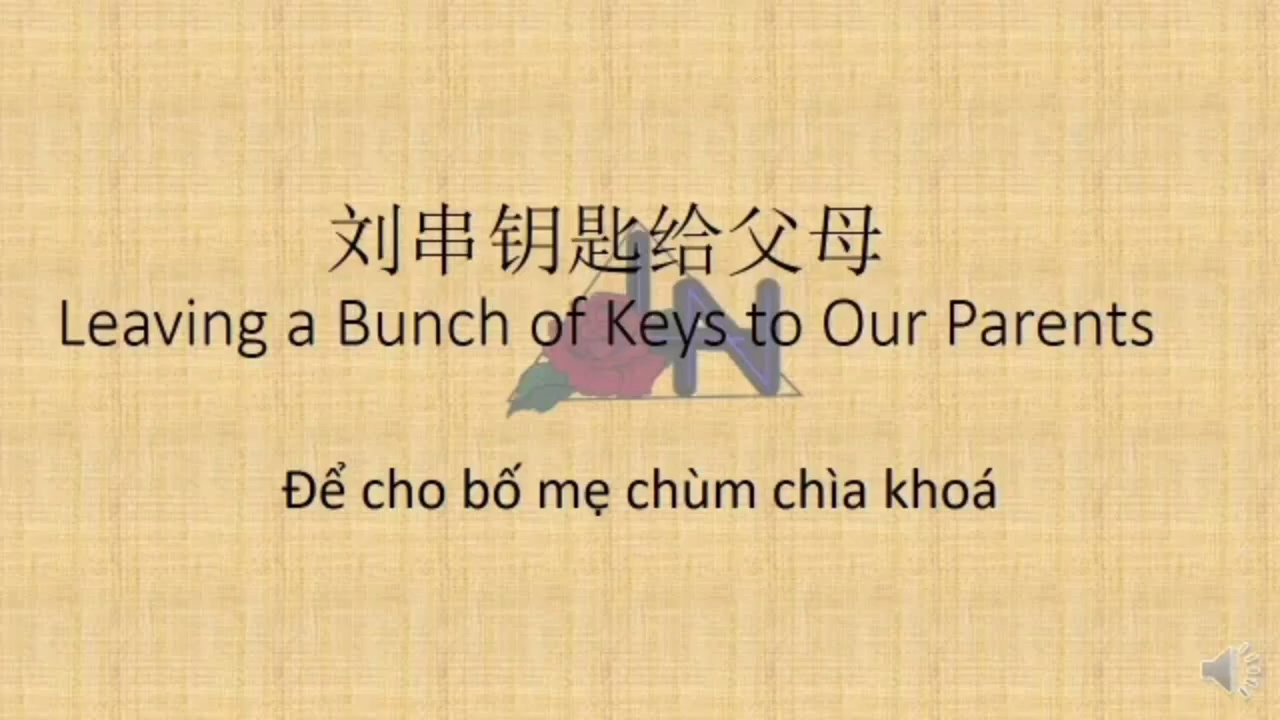 刘串钥匙给父母
Leaving a Bunch of Keys to Our Parents
IN
Để cho bố mẹ chùm chìa khoá